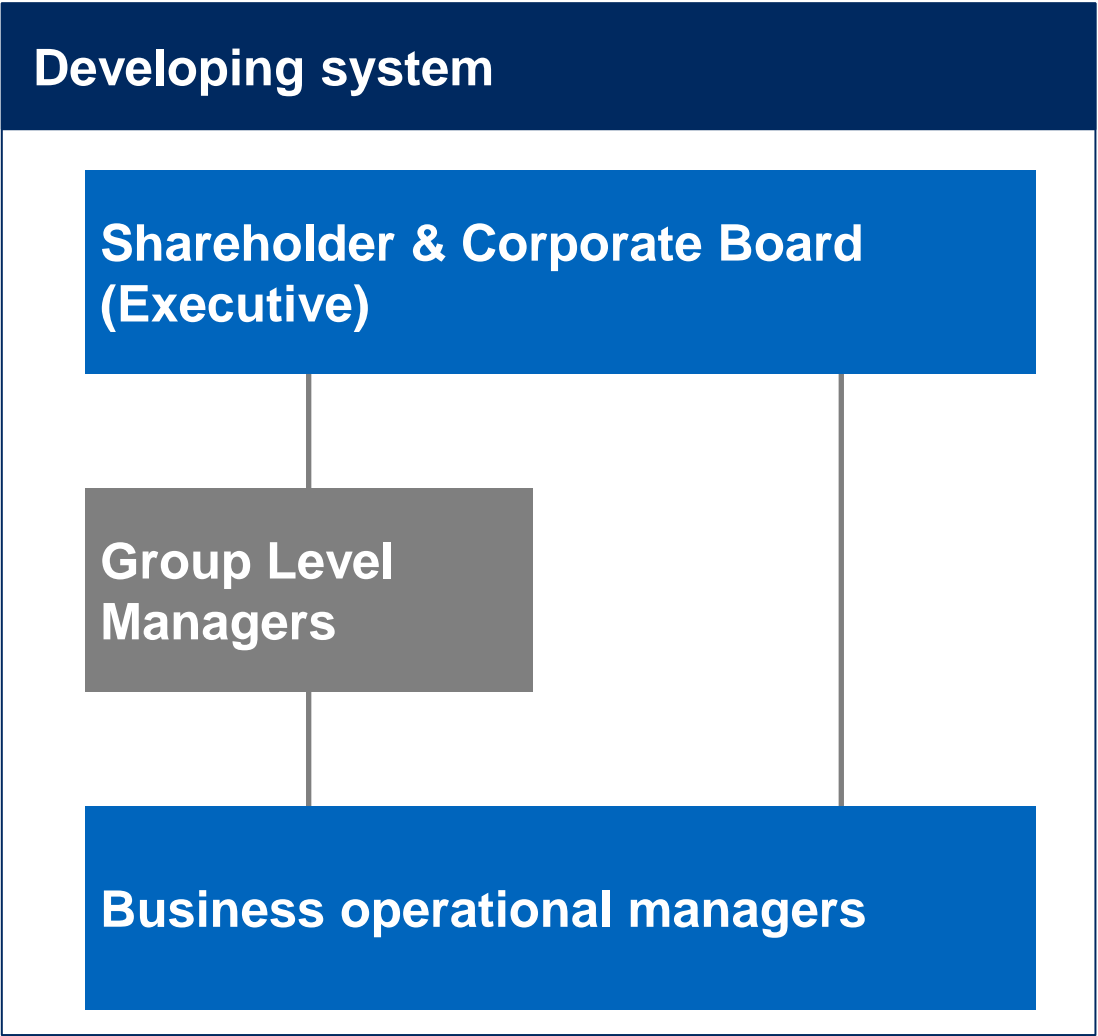 Developing system
Shareholder & Corporate Board
(Executive)
Group Level
Managers
Business operational managers